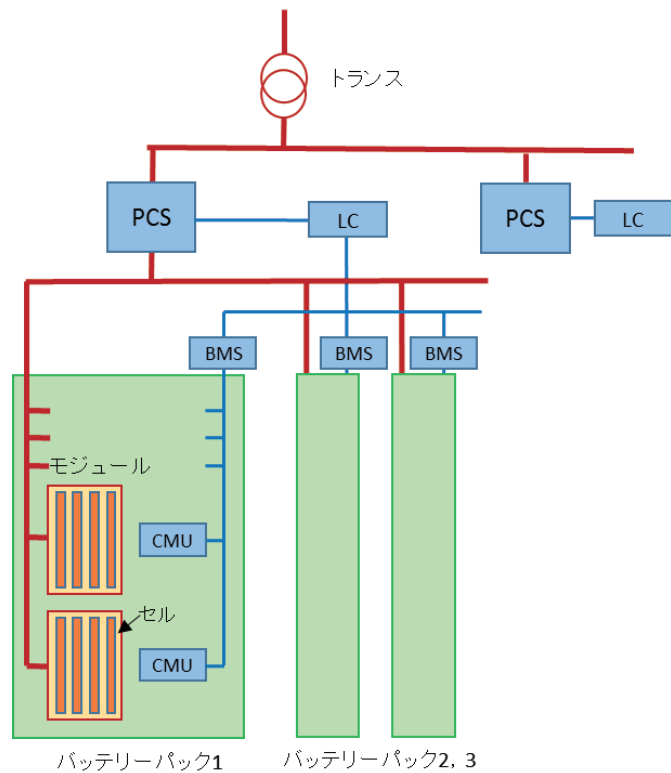 トランス
PCS
LC
PCS
LC
BMS
BMS
BMS
モジュール
CMU
セル
CMU
バッテリーパック1
バッテリーパック2, 3